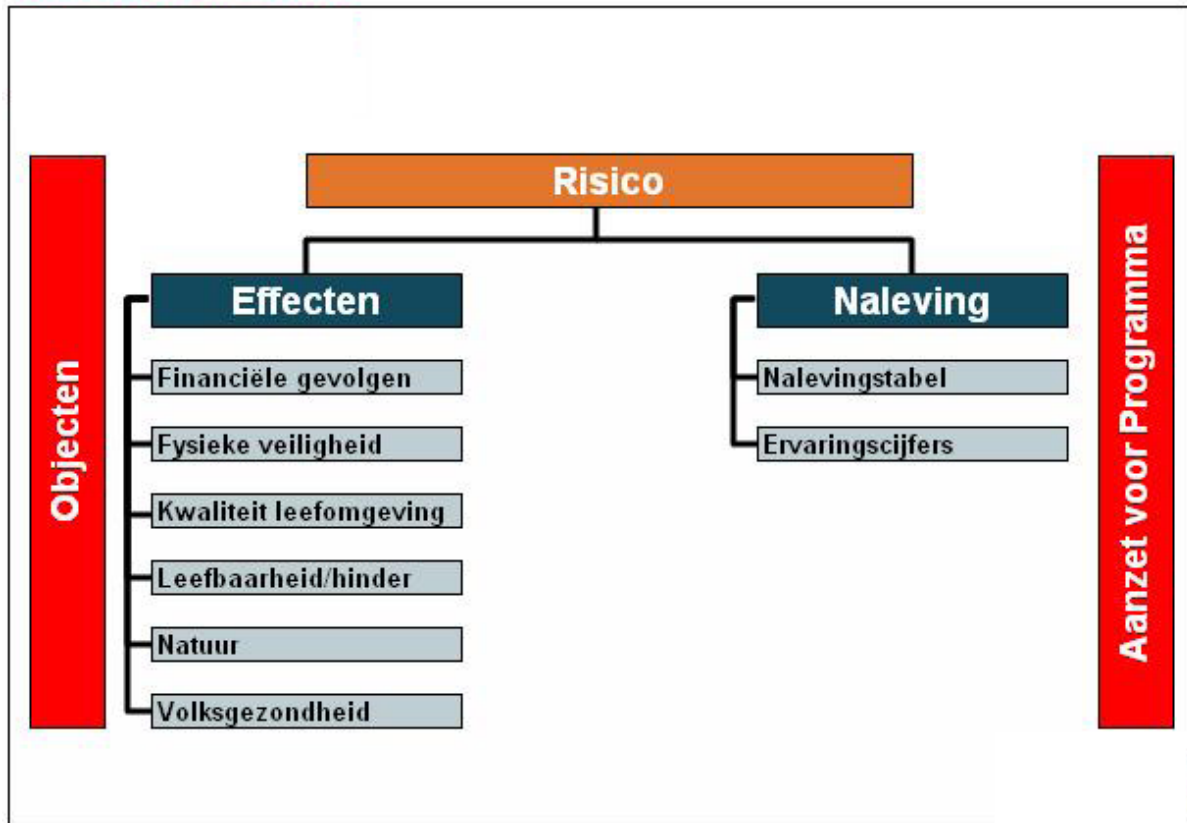 Risico
Objecten
Effecten
Financiële gevolgen
Fysieke veiligheid
Kwaliteit leefomgeving
Leefbaarheid/hinder
Natuur
Volksgezondheid
Naleving
Nalevingstabel
Ervaringscijfers
Aanzet voor Programma